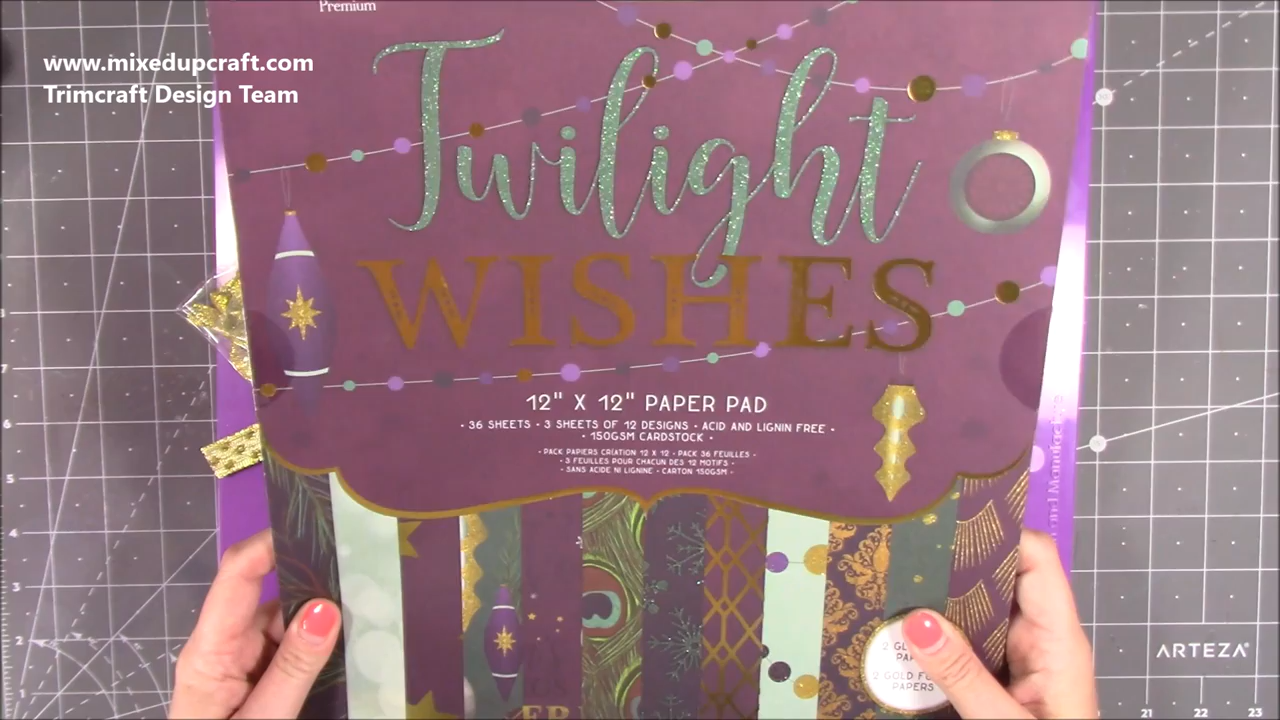 Premium
www.mixedupcraft.com
Trimcraft Design Team
Twilight
WISHES
12" X 12" PAPER PAD
• 36 SHEETS • 3 SHEETS OF 12 DESIGNS • ACID AND LIGNIN FREE •
• 150GSM CARDSTOCK •
• PACK PAPIERS CRÉATION 12 X 12 • PACK 36 FEUILLES •
• 3 FEUILLES POUR CHACUN DES 12 MOTIFS •
• SANS ACIDE NI LIGNINE • CARTON 150GSM •
and
7
6
5
4
3
2
1
2
2 GOLD
PAPERS
ARTEZA
21 22 23